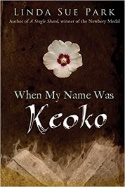 LINDA SUE PARK
Author of A Single Shard, winner of the Newbery Medal
When My Name Was
Keoko